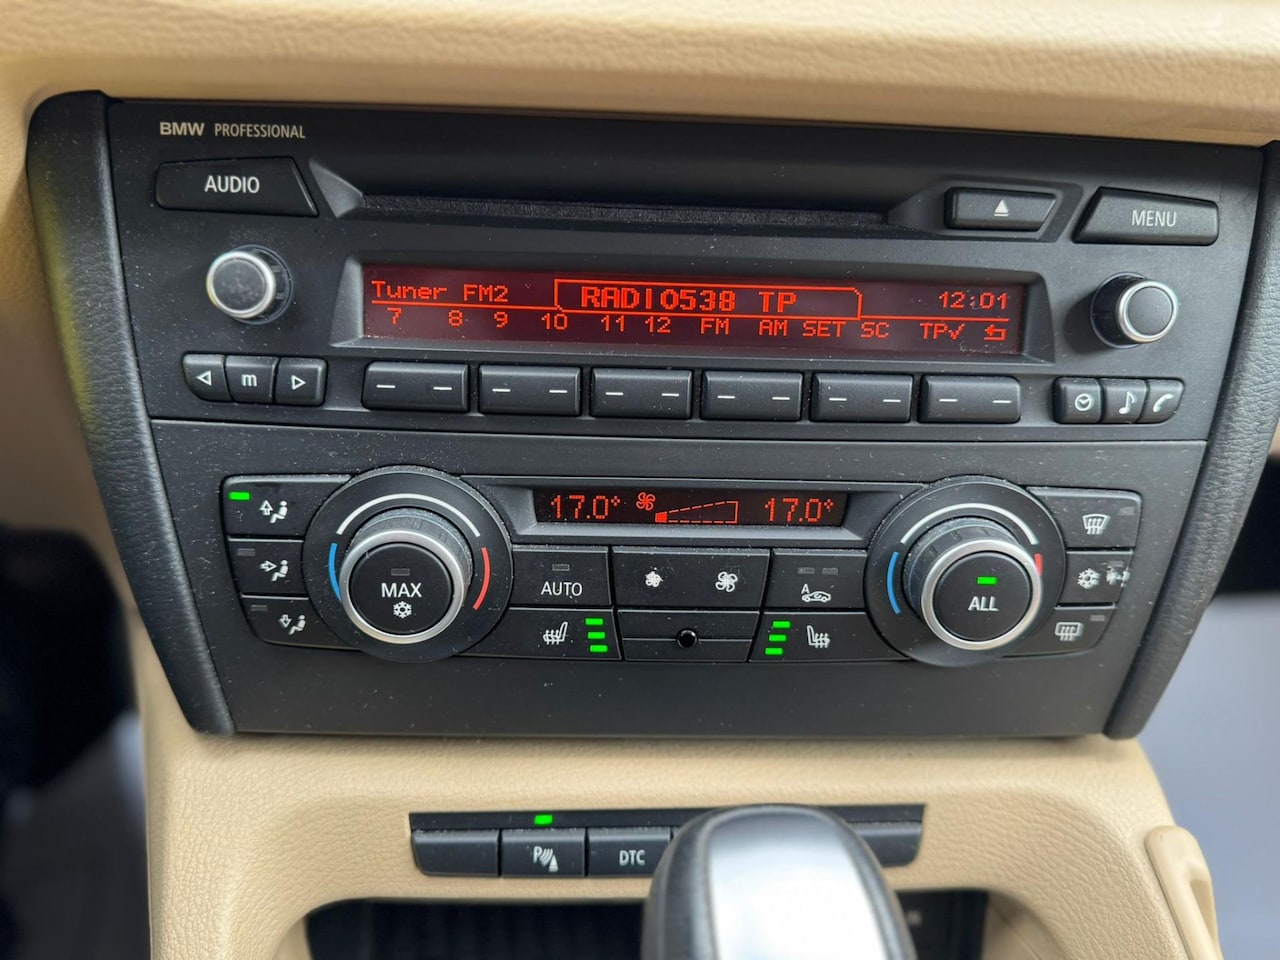 BMW PROFESSIONAL
AUDIO
MENU
Tuner FM2 RADIO538 TP 12:01
7 8 9 10 11 12 FM AM SET SC TP✓
m
17.0° 17.0°
MAX
AUTO
A
ALL
P
DTC